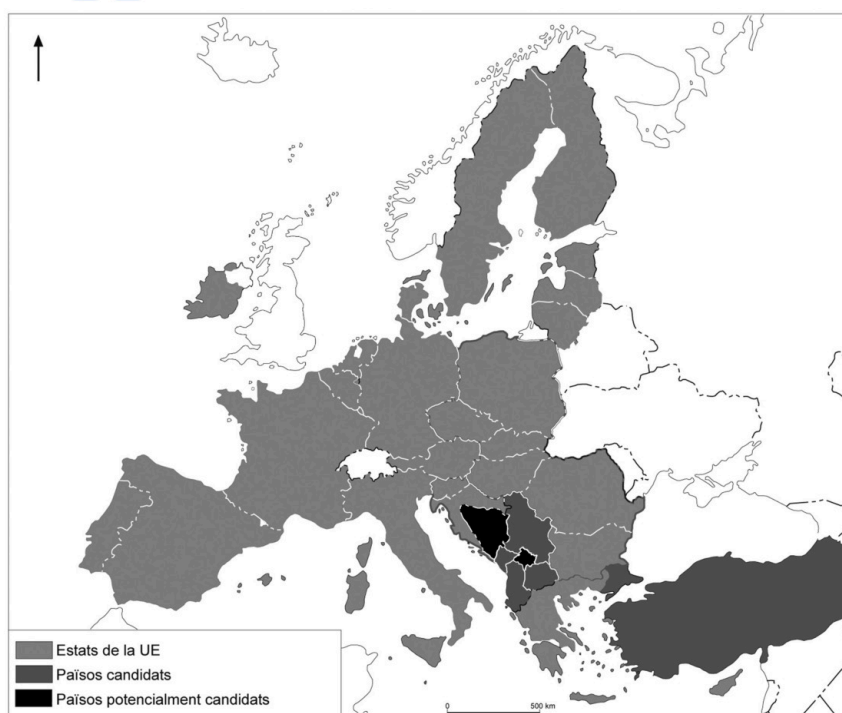 Estats de la UE
Països candidats
Països potencialment candidats
0 500 km